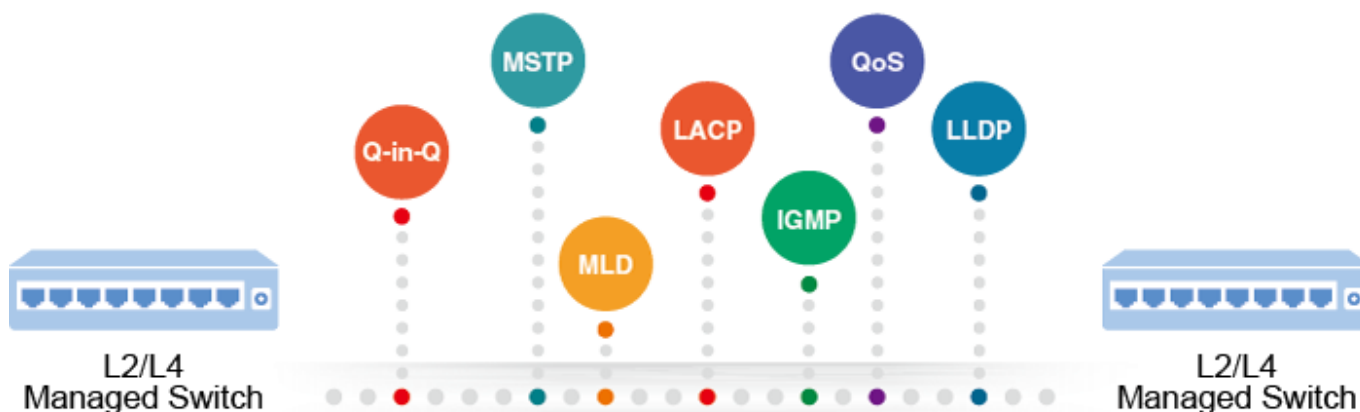 MSTP
QoS
LACP
LLDP
Q-in-Q
IGMP
MLD
L2/L4
Managed Switch
L2/L4
Managed Switch